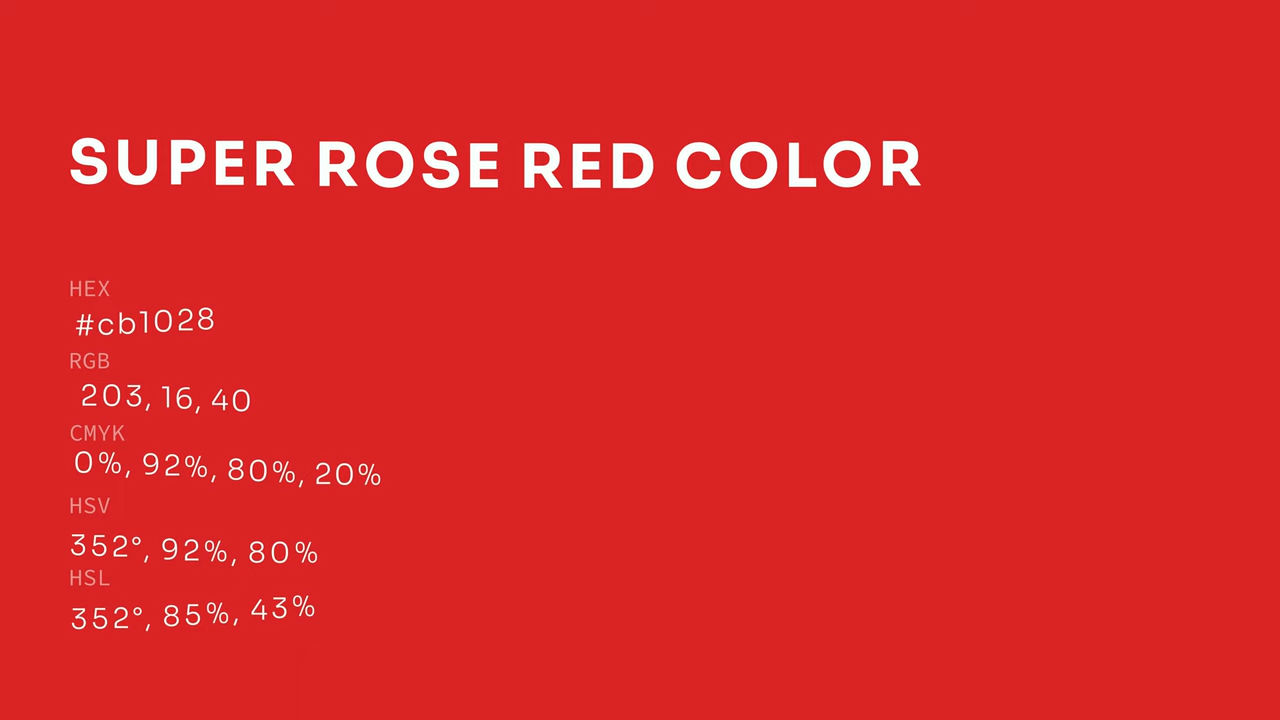 SUPER ROSE RED COLOR
HEX
#cb1028
RGB
203, 16, 40
CMYK
0%, 92%, 80%, 20%
HSV
352°, 92%, 80%
HSL
352°, 85%, 43%